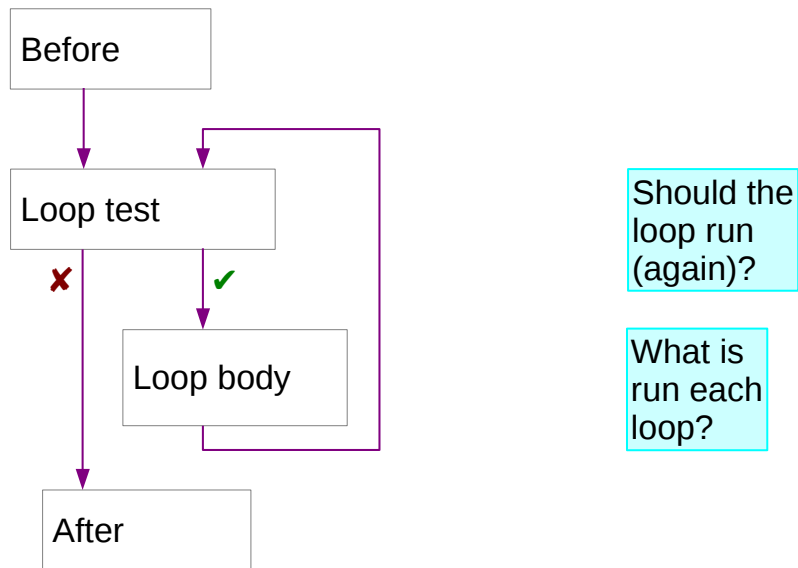 Before
Loop test
✘
✔
Loop body
After
Should the
loop run
(again)?
What is
run each
loop?